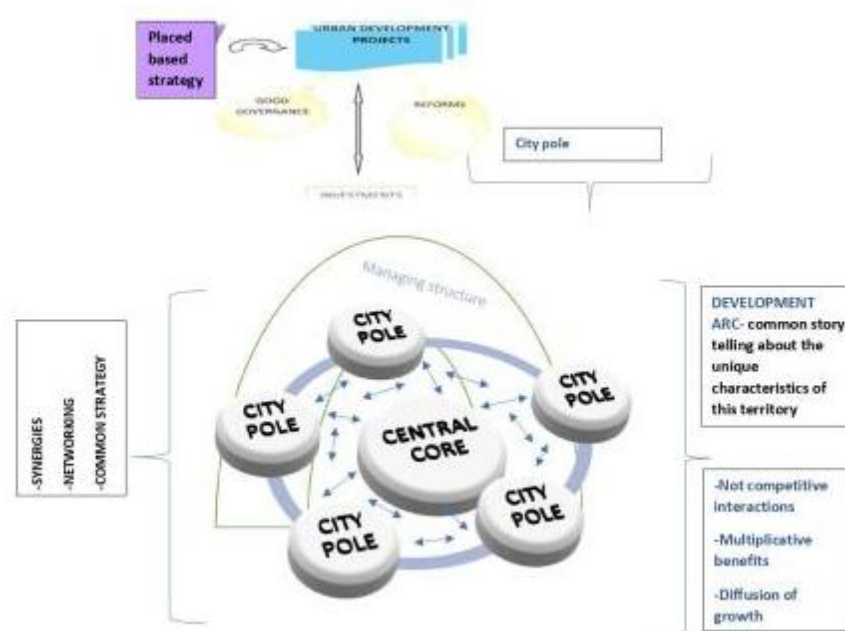 Placed
based
strategy
URBAN DEVELOPMENT
PROJECTS
GOOD
GOVERNANCE
REFORMS
INVESTMENTS
City pole
Managing structure
-SYNERGIES
-NETWORKING
-COMMON STRATEGY
CITY
POLE
CITY
POLE
CITY
POLE
CENTRAL
CORE
CITY
POLE
CITY
POLE
DEVELOPMENT
ARC- common story
telling about the
unique
characteristics of
this territory
-Not competitive
interactions
-Multiplicative
benefits
-Diffusion of
growth